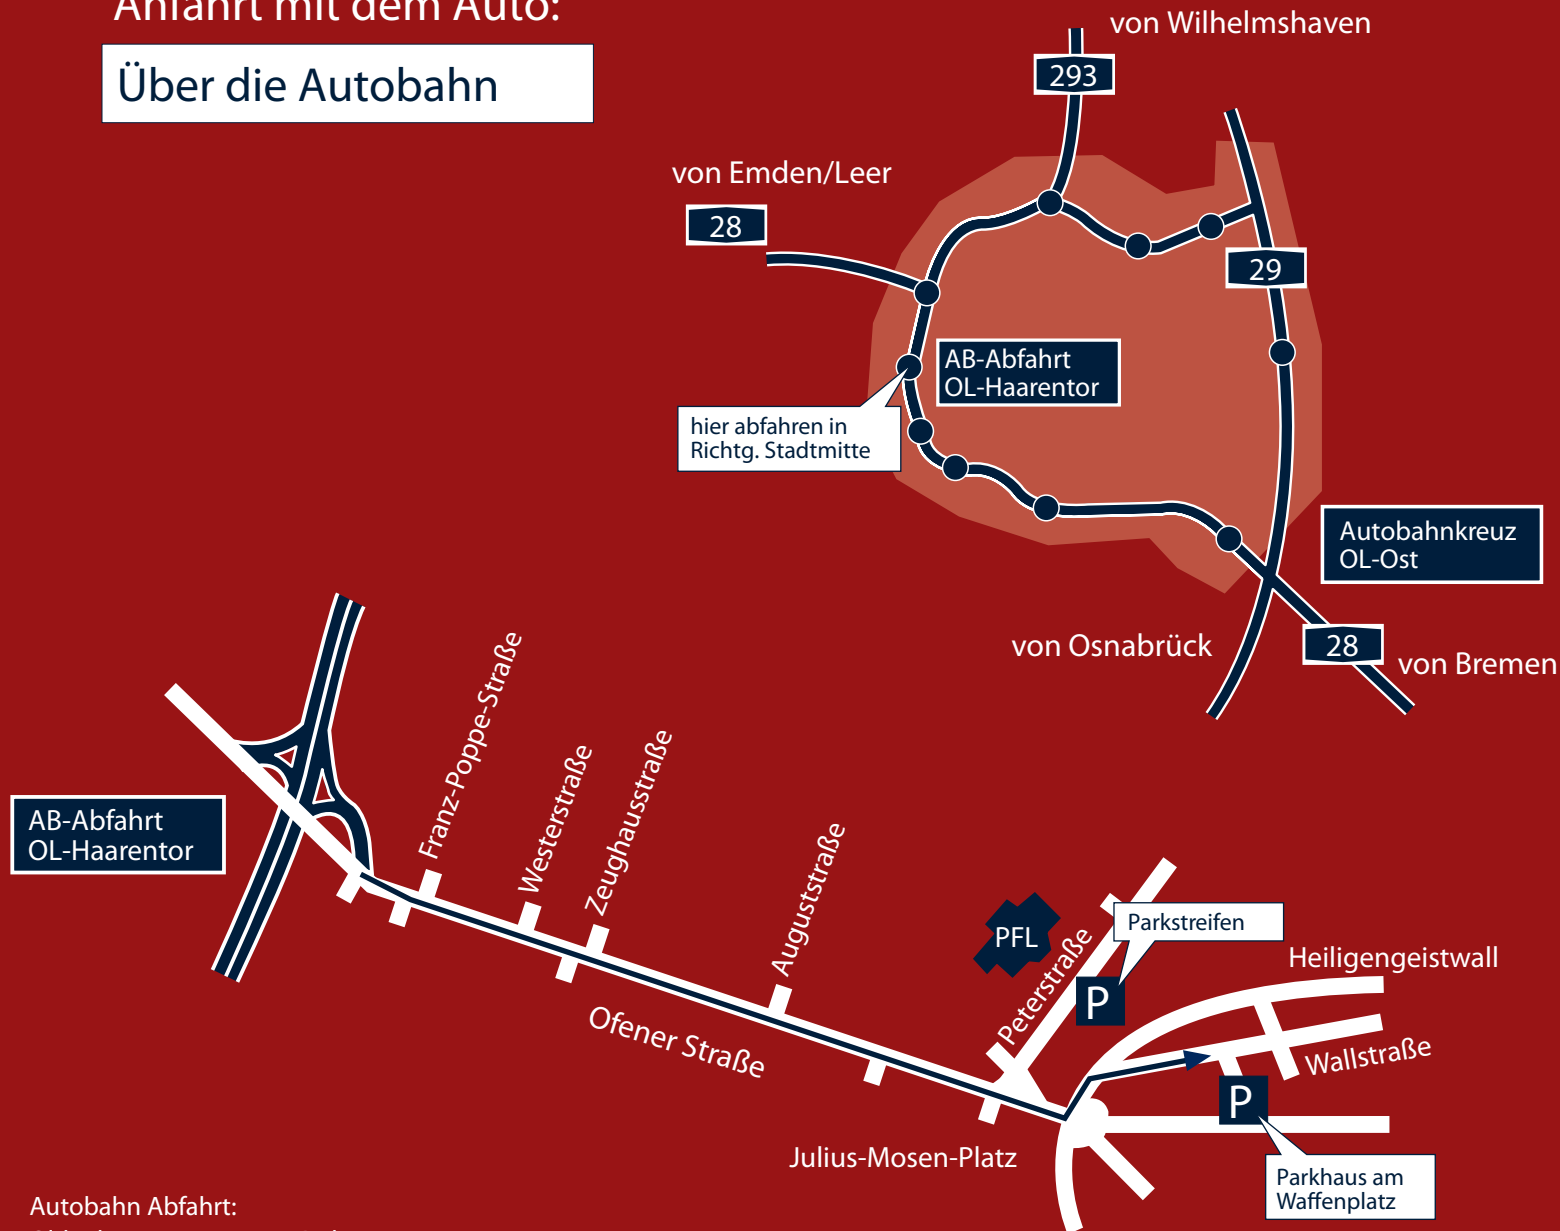 Anfahrt mit dem Auto:
Über die Autobahn
von Wilhelmshaven
293
von Emden/Leer
28
29
AB-Abfahrt
OL-Haarentor
hier abfahren in
Richtg. Stadtmitte
Autobahnkreuz
OL-Ost
von Osnabrück
28
von Bremen
AB-Abfahrt
OL-Haarentor
Franz-Poppe-Straße
Westerstraße
Zeughausstraße
Auguststraße
Ofener Straße
PFL
Peterstraße
Parkstreifen
P
Heiligengeistwall
Wallstraße
P
Julius-Mosen-Platz
Parkhaus am
Waffenplatz
Autobahn Abfahrt: